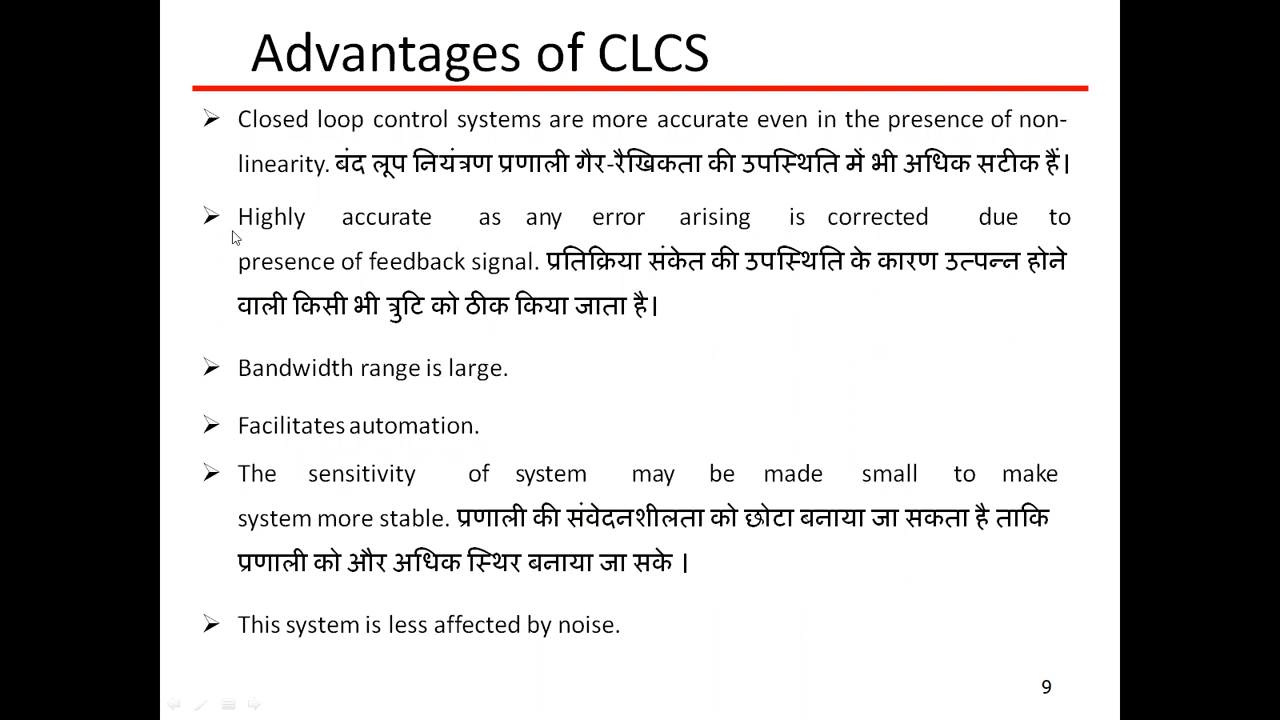 Advantages of CLCS
Closed loop control systems are more accurate even in the presence of non-
linearity. बंद लूप नियंत्रण प्रणाली गैर-रैखिकता की उपस्थिति में भी अधिक सटीक हैं।
Highly accurate as any error arising is corrected due to
presence of feedback signal. प्रतिक्रिया संकेत की उपस्थिति के कारण उत्पन्न होने
वाली किसी भी त्रुटि को ठीक किया जाता है।
Bandwidth range is large.
Facilitates automation.
The sensitivity of system may be made small to make
system more stable. प्रणाली की संवेदनशीलता को छोटा बनाया जा सकता है ताकि
प्रणाली को और अधिक स्थिर बनाया जा सके ।
This system is less affected by noise.
9